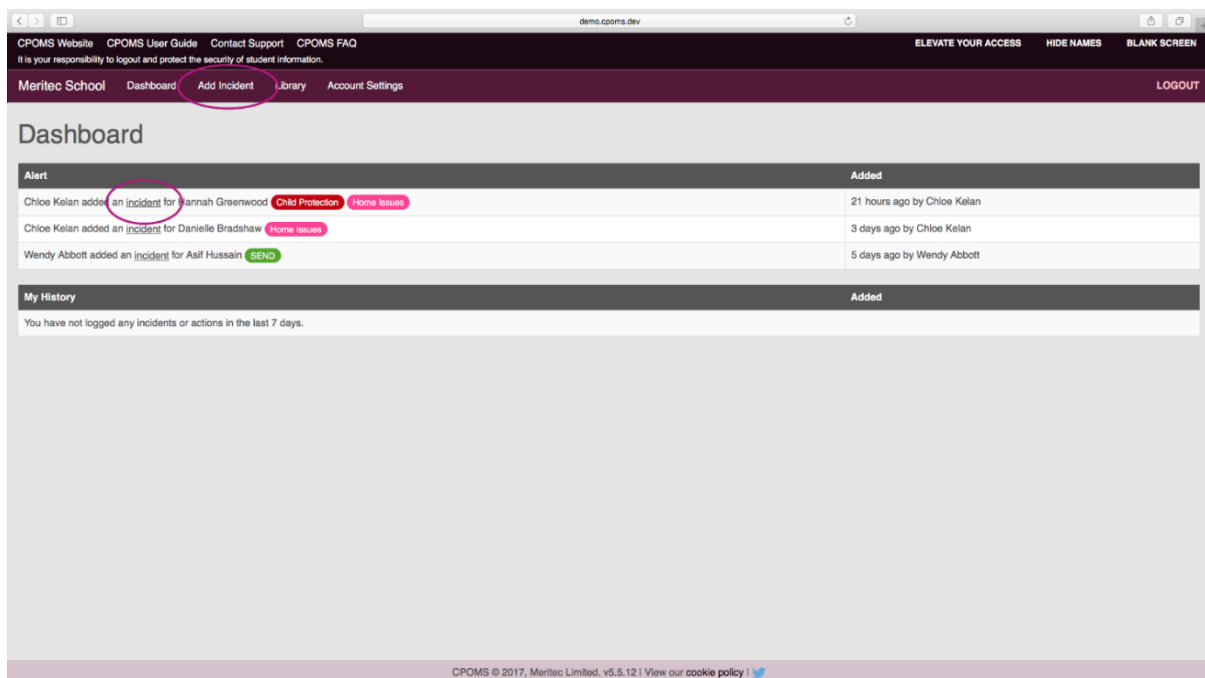 demo.cpoms.dev
CPOMS Website CPOMS User Guide Contact Support CPOMS FAQ ELEVATE YOUR ACCESS HIDE NAMES BLANK SCREEN
It is your responsibility to logout and protect the security of student information.
Meritec School Dashboard Add Incident Library Account Settings LOGOUT
Dashboard
Alert Added
Chloe Kelan added an incident for Hannah Greenwood Child Protection Home Issues 21 hours ago by Chloe Kelan
Chloe Kelan added an incident for Danielle Bradshaw Home Issues 3 days ago by Chloe Kelan
Wendy Abbott added an incident for Asif Hussain SEND 5 days ago by Wendy Abbott
My History Added
You have not logged any incidents or actions in the last 7 days.
CPOMS © 2017, Meritec Limited. v5.5.12 | View our cookie policy |